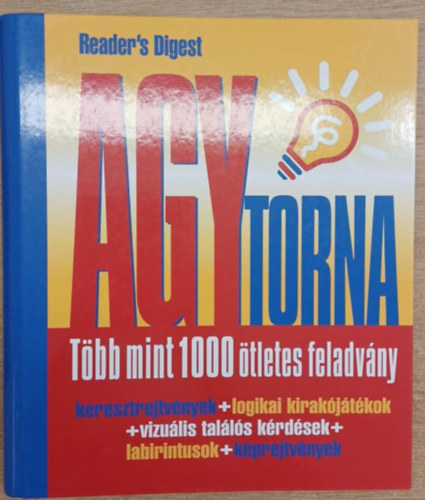 Reader's Digest
AGY
TORNA
Több mint 1000 ötletes feladvány
keresztrejtvények+logikai kirakójátékok
+vizuális találós kérdések+
labirintusok+képrejtvények